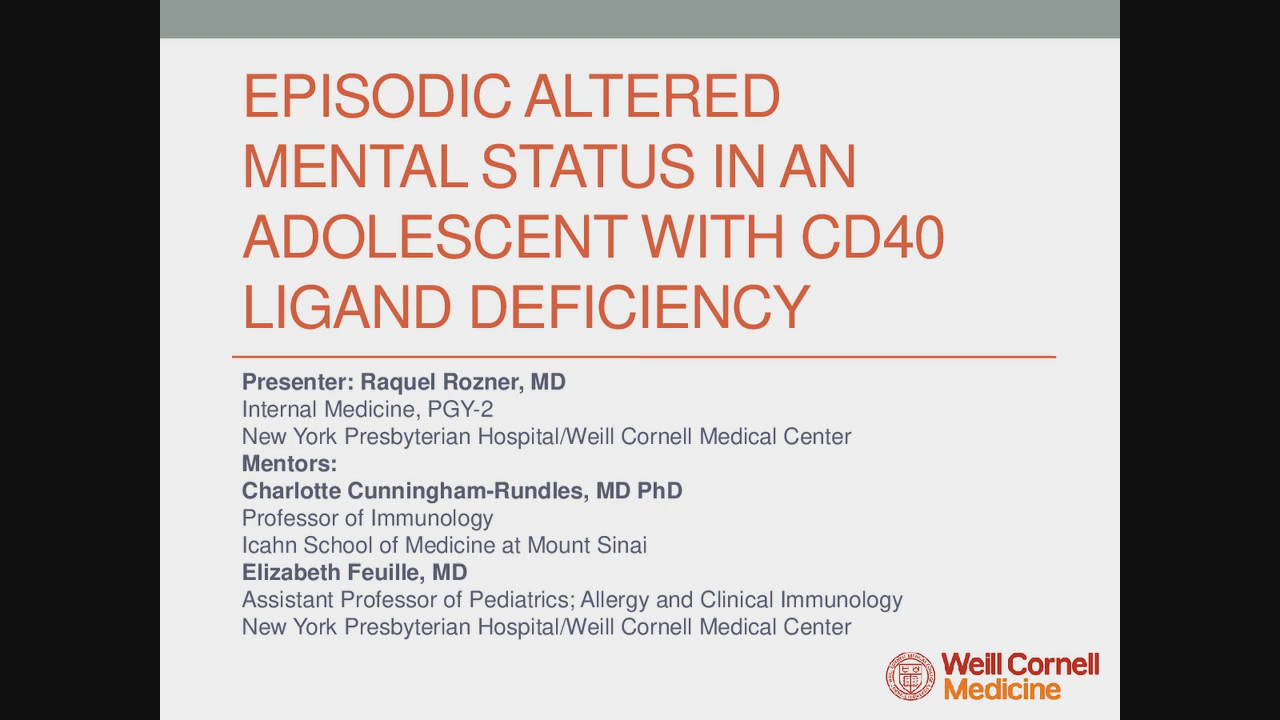 EPISODIC ALTERED
MENTAL STATUS IN AN
ADOLESCENT WITH CD40
LIGAND DEFICIENCY
Presenter: Raquel Rozner, MD
Internal Medicine, PGY-2
New York Presbyterian Hospital/Weill Cornell Medical Center
Mentors:
Charlotte Cunningham-Rundles, MD PhD
Professor of Immunology
Icahn School of Medicine at Mount Sinai
Elizabeth Feuille, MD
Assistant Professor of Pediatrics; Allergy and Clinical Immunology
New York Presbyterian Hospital/Weill Cornell Medical Center
Weill Cornell
Medicine